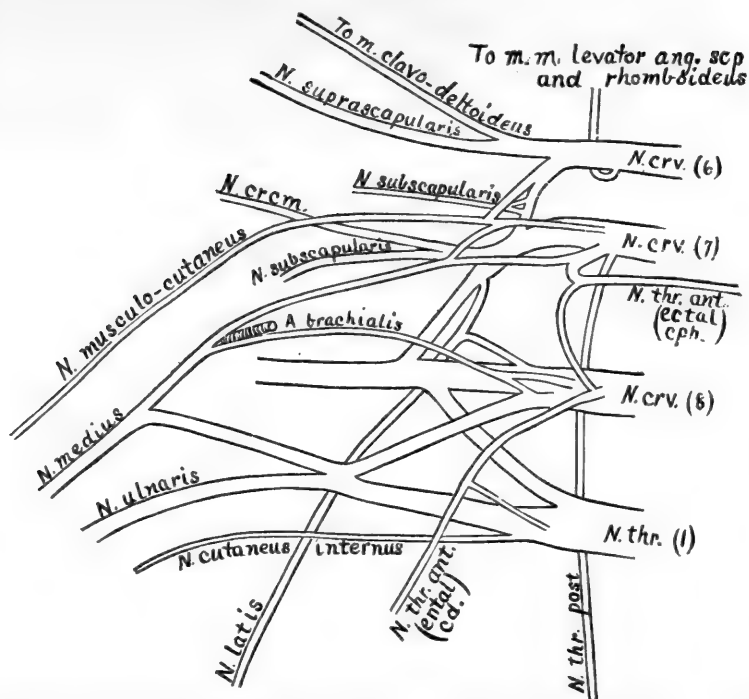 To m. clavo-deltoideus
To m.m. levator ang. scp
and rhomboideus
N. suprascapularis
N. crv. (6)
N subscapularis
N. crcm.
N. crv. (7)
N. subscapularis
N. musculo-cutaneus
N. thr. ant.
(ectal)
cph.
A brachialis
N. crv. (8)
N. medius
N. ulnaris
N. thr. (1)
N. cutaneus internus
N. thr. ant.
(ental)
cd.
N. latis
N. thr. post